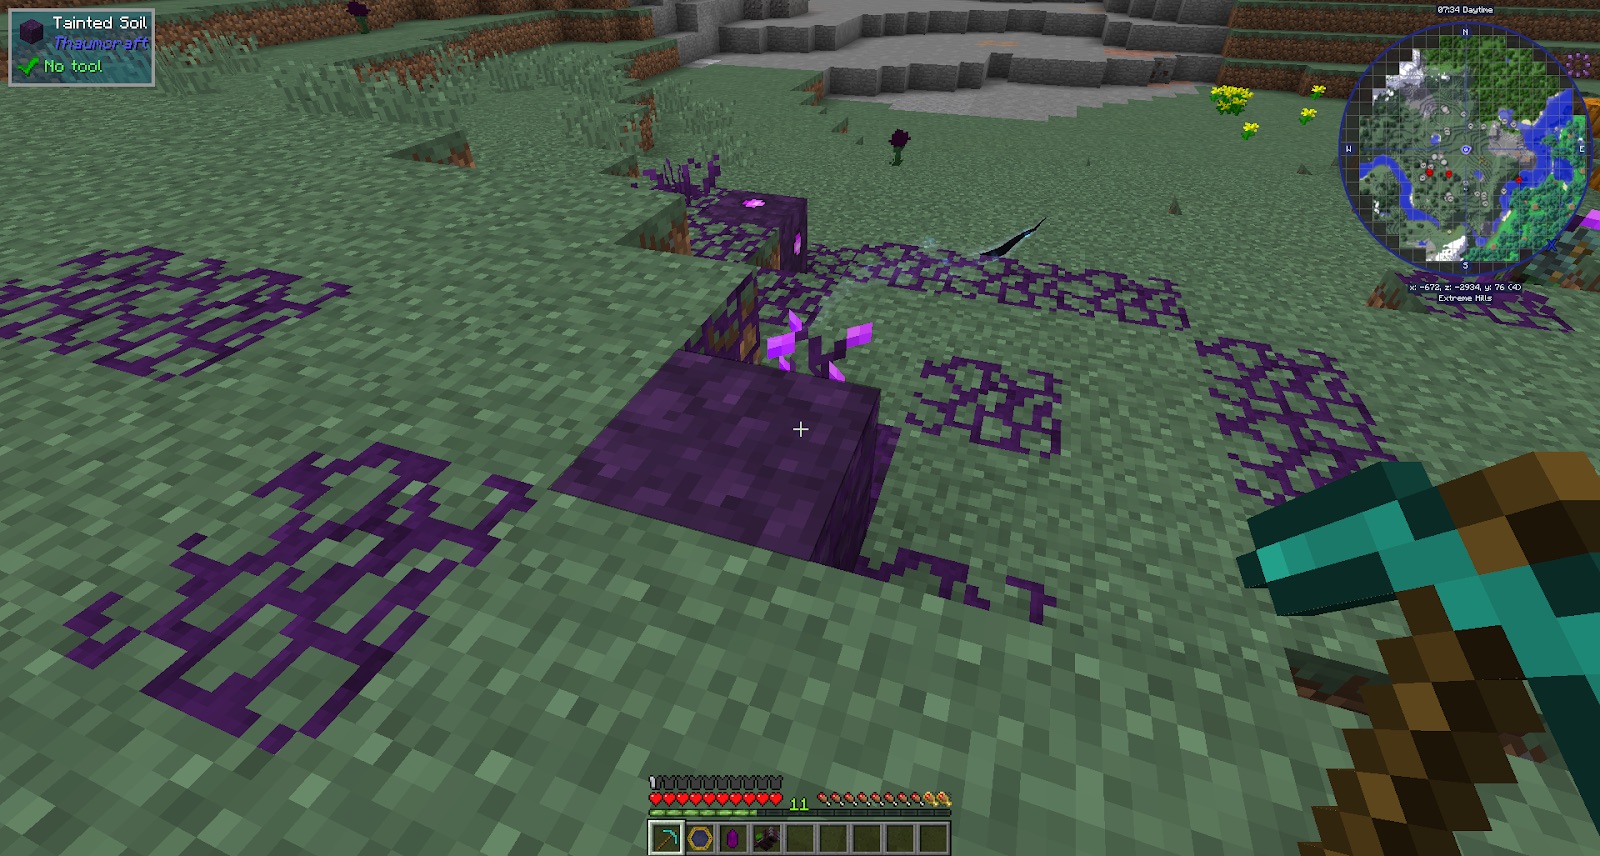 Tainted Soil
Thaumcraft
No tool
07:34 Daytime
N
W
E
S
x: -672, z: -2934, y: 76 (4)
Extreme Hills
11